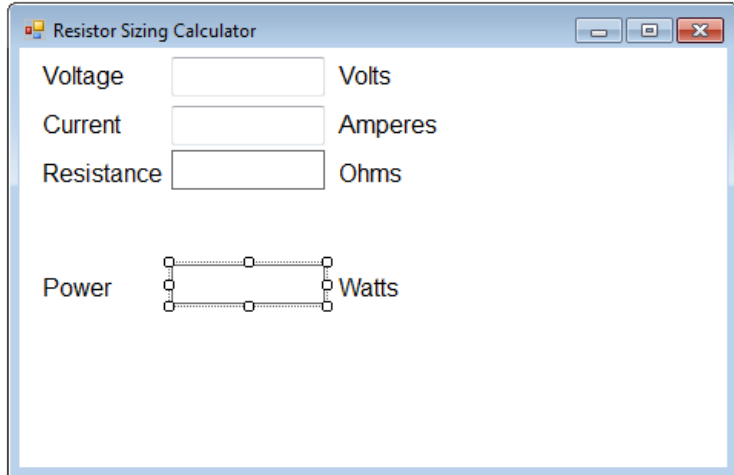 Resistor Sizing Calculator
Voltage Volts
Current Amperes
Resistance Ohms
Power Watts